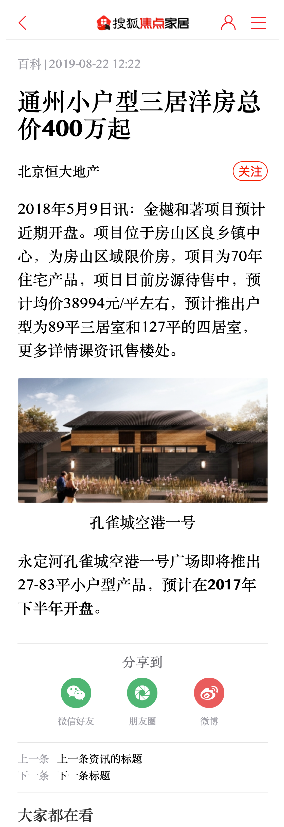 搜狐焦点家居
百科 | 2019-08-22 12:22
通州小户型三居洋房总
价400万起
北京恒大地产
关注
2018年5月9日讯：金樾和著项目预计
近期开盘。项目位于房山区良乡镇中
心，为房山区域限价房，项目为70年
住宅产品，项目目前房源待售中，预
计均价38994元/平左右，预计推出户
型为89平三居室和127平的四居室，
更多详情课资讯售楼处。
孔雀城空港一号
永定河孔雀城空港一号广场即将推出
27-83平小户型产品，预计在2017年
下半年开盘。
分享到
微信好友 朋友圈 微博
上一条 上一条资讯的标题
下一条 下一条标题
大家都在看